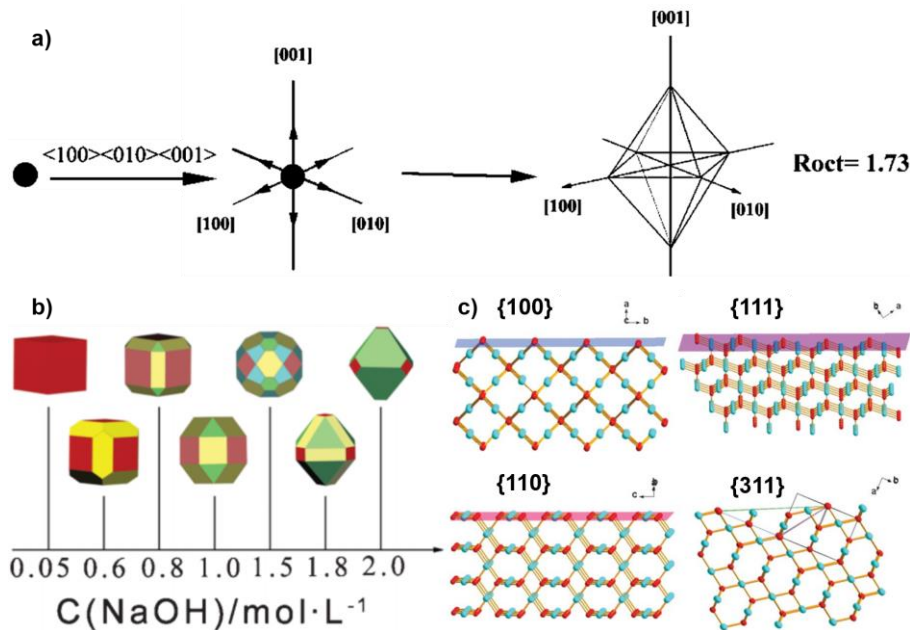 a)
[001]
<100><010><001>
[100]
[010]
[001]
[100]
[010]
Roct= 1.73
b)
0.05
0.6
0.8
1.0
1.5
1.8
2.0
C(NaOH)/mol·L⁻¹
c)
{100}
a
c
b
{111}
b
a
{110}
c
{311}
a
b